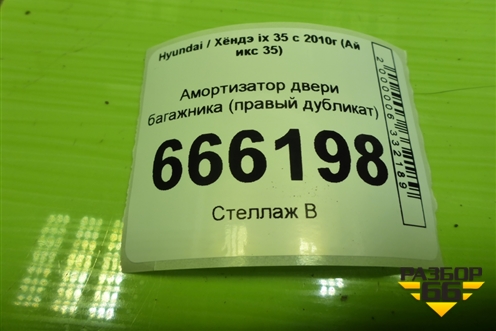 Hyundai / Хёндэ ix 35 с 2010г (Ай
икс 35)
Амортизатор двери
багажника (правый дубликат)
666198
Стеллаж В
2000006332189
РАЗБОР
66